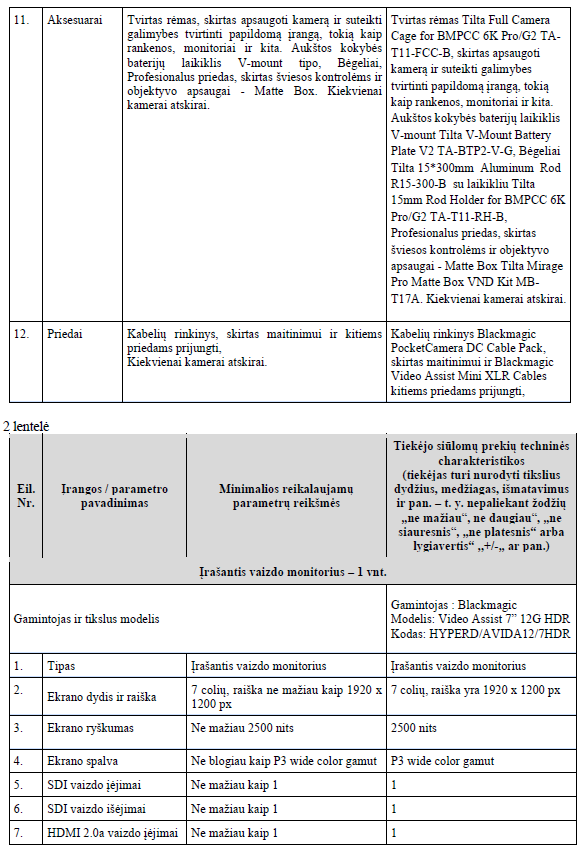 11.
Aksesuarai
Tvirtas rėmas, skirtas apsaugoti kamerą ir suteikti
galimybes tvirtinti papildomą įrangą, tokią kaip
rankenos, monitoriai ir kita. Aukštos kokybės
baterijų laikiklis V-mount tipo, Bėgeliai,
Profesionalus priedas, skirtas šviesos kontrolėms ir
objektyvo apsaugai - Matte Box. Kiekvienai
kamerai atskirai.
Tvirtas rėmas Tilta Full Camera
Cage for BMPCC 6K Pro/G2 TA-
T11-FCC-B, skirtas apsaugoti
kamerą ir suteikti galimybes
tvirtinti papildomą įrangą, tokią
kaip rankenos, monitoriai ir kita.
Aukštos kokybės baterijų laikiklis
V-mount Tilta V-Mount Battery
Plate V2 TA-BTP2-V-G, Bėgeliai
Tilta 15*300mm Aluminum Rod
R15-300-B su laikikliu Tilta
15mm Rod Holder for BMPCC 6K
Pro/G2 TA-T11-RH-B,
Profesionalus priedas, skirtas
šviesos kontrolėms ir objektyvo
apsaugai - Matte Box Tilta Mirage
Pro Matte Box VND Kit MB-
T17A. Kiekvienai kamerai atskirai.
12.
Priedai
Kabelių rinkinys, skirtas maitinimui ir kitiems
priedams prijungti,
Kiekvienai kamerai atskirai.
Kabelių rinkinys Blackmagic
PocketCamera DC Cable Pack,
skirtas maitinimui ir Blackmagic
Video Assist Mini XLR Cables
kitiems priedams prijungti,
2 lentelė
Eil.
Nr.
Įrangos / parametro
pavadinimas
Minimalios reikalaujamų
parametrų reikšmės
Tiekėjo siūlomų prekių techninės
charakteristikos
(tiekėjas turi nurodyti tikslius
dydžius, medžiagas, išmatavimus
ir pan. – t. y. nepaliekant žodžių
„ne mažiau“, ne daugiau“, „ne
siauresnis“, „ne platesnis“ arba
lygiavertis“ „+/-„ ar pan.)
Įrašantis vaizdo monitorius – 1 vnt.
Gamintojas ir tikslus modelis
Gamintojas : Blackmagic
Modelis: Video Assist 7” 12G HDR
Kodas: HYPERD/AVIDA12/7HDR
1.
Tipas
Įrašantis vaizdo monitorius
Įrašantis vaizdo monitorius
2.
Ekrano dydis ir raiška
7 colių, raiška ne mažiau kaip 1920 x
1200 px
7 colių, raiška yra 1920 x 1200 px
3.
Ekrano ryškumas
Ne mažiau 2500 nits
2500 nits
4.
Ekrano spalva
Ne blogiau kaip P3 wide color gamut
P3 wide color gamut
5.
SDI vaizdo įėjimai
Ne mažiau kaip 1
1
6.
SDI vaizdo išėjimai
Ne mažiau kaip 1
1
7.
HDMI 2.0a vaizdo įėjimai
Ne mažiau kaip 1
1